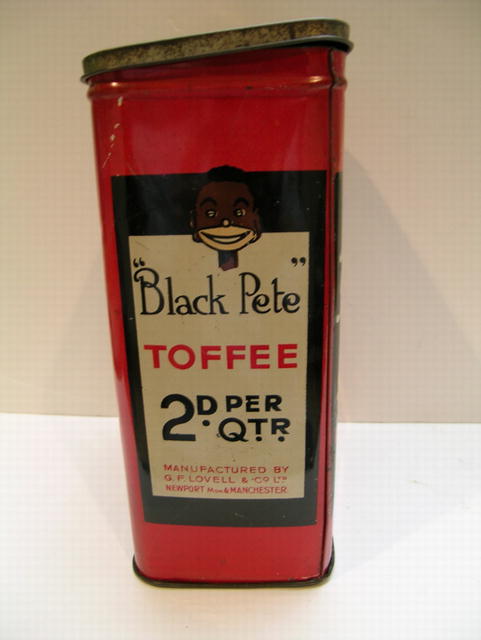 "Black Pete"
TOFFEE
2D PER
QTR.
MANUFACTURED BY
G.F. LOVELL & CO LTD
NEWPORT MON & MANCHESTER.